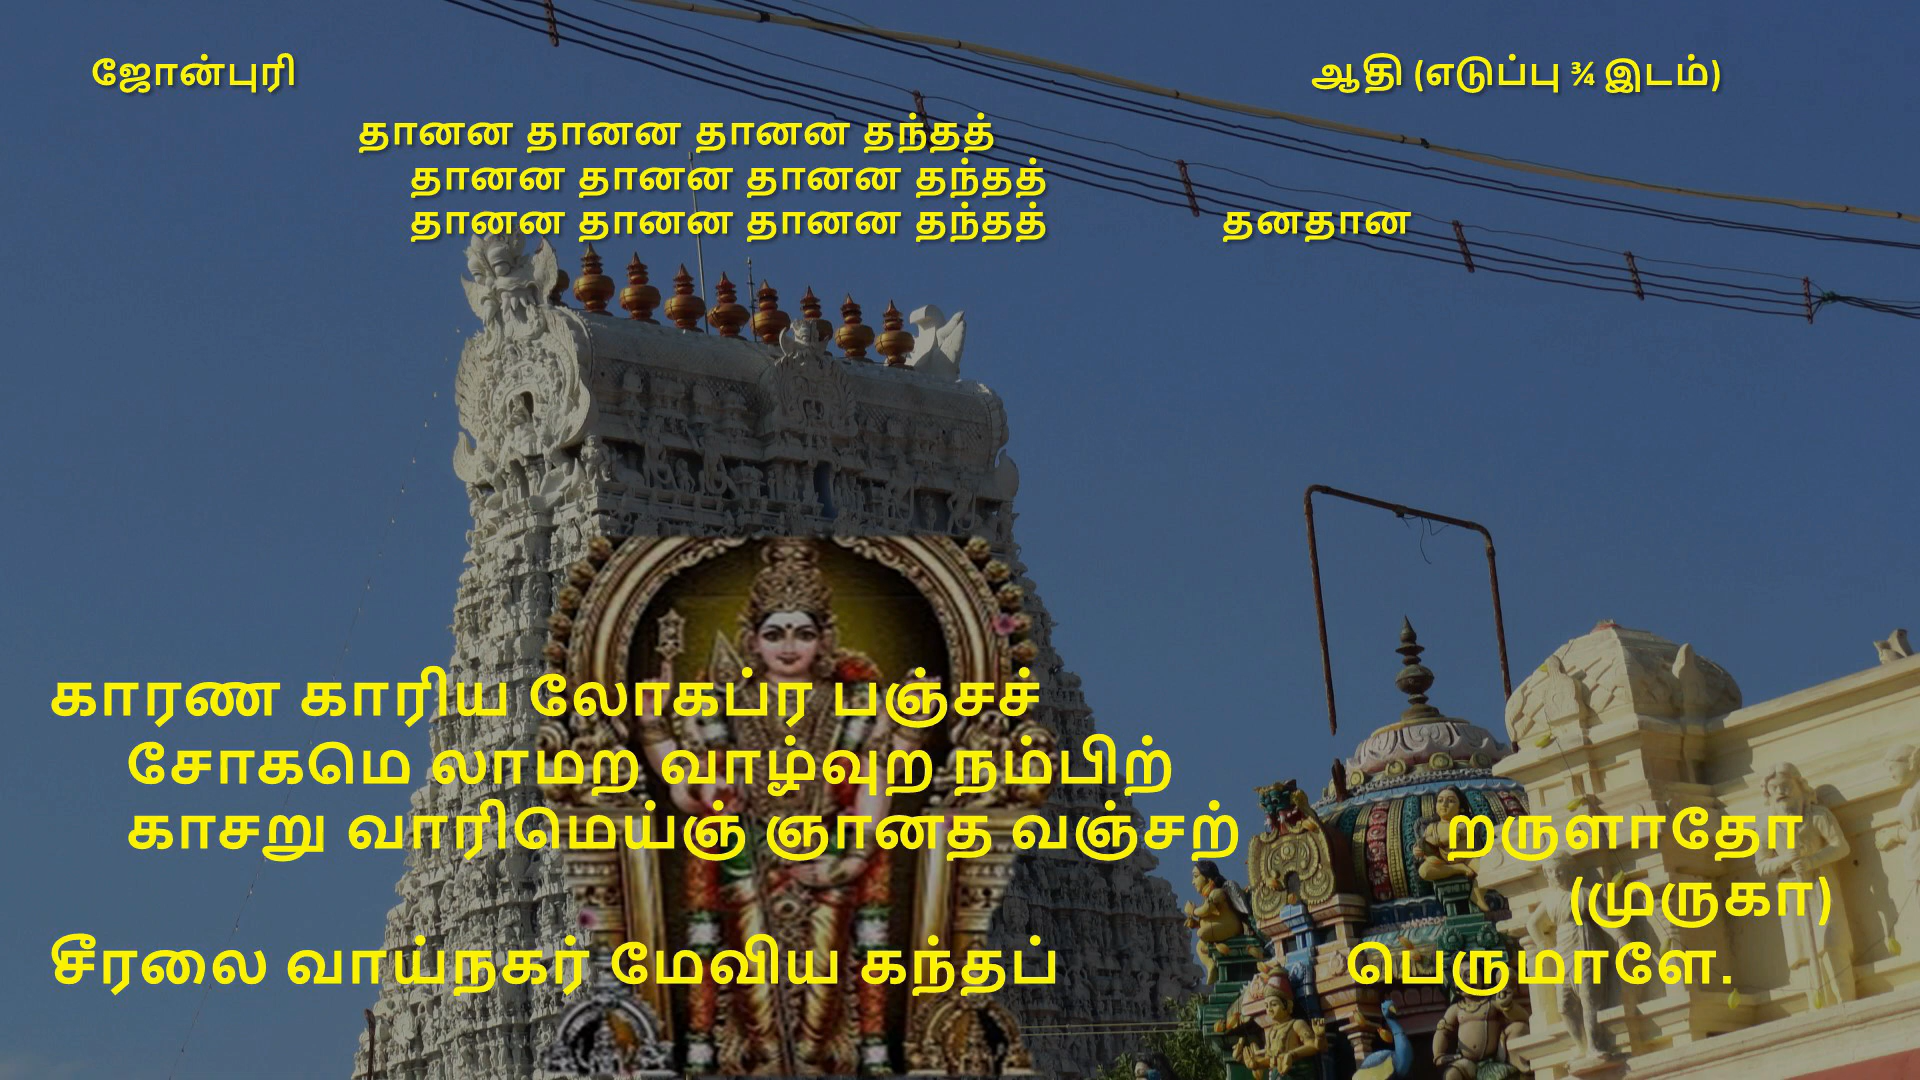 ஜோன்புரி
ஆதி (எடுப்பு ¾ இடம்)
தானன தானன தானன தந்தத்
தானன தானன தானன தந்தத்
தானன தானன தானன தந்தத் தனதான
காரண காரிய லோகப்ர பஞ்சச்
சோகமெ லாமற வாழ்வுற நம்பிற்
காசறு வாரிமெய்ஞ் ஞானத வஞ்சற் றருளாதோ
(முருகா)
சீரலை வாய்நகர் மேவிய கந்தப் பெருமாளே.